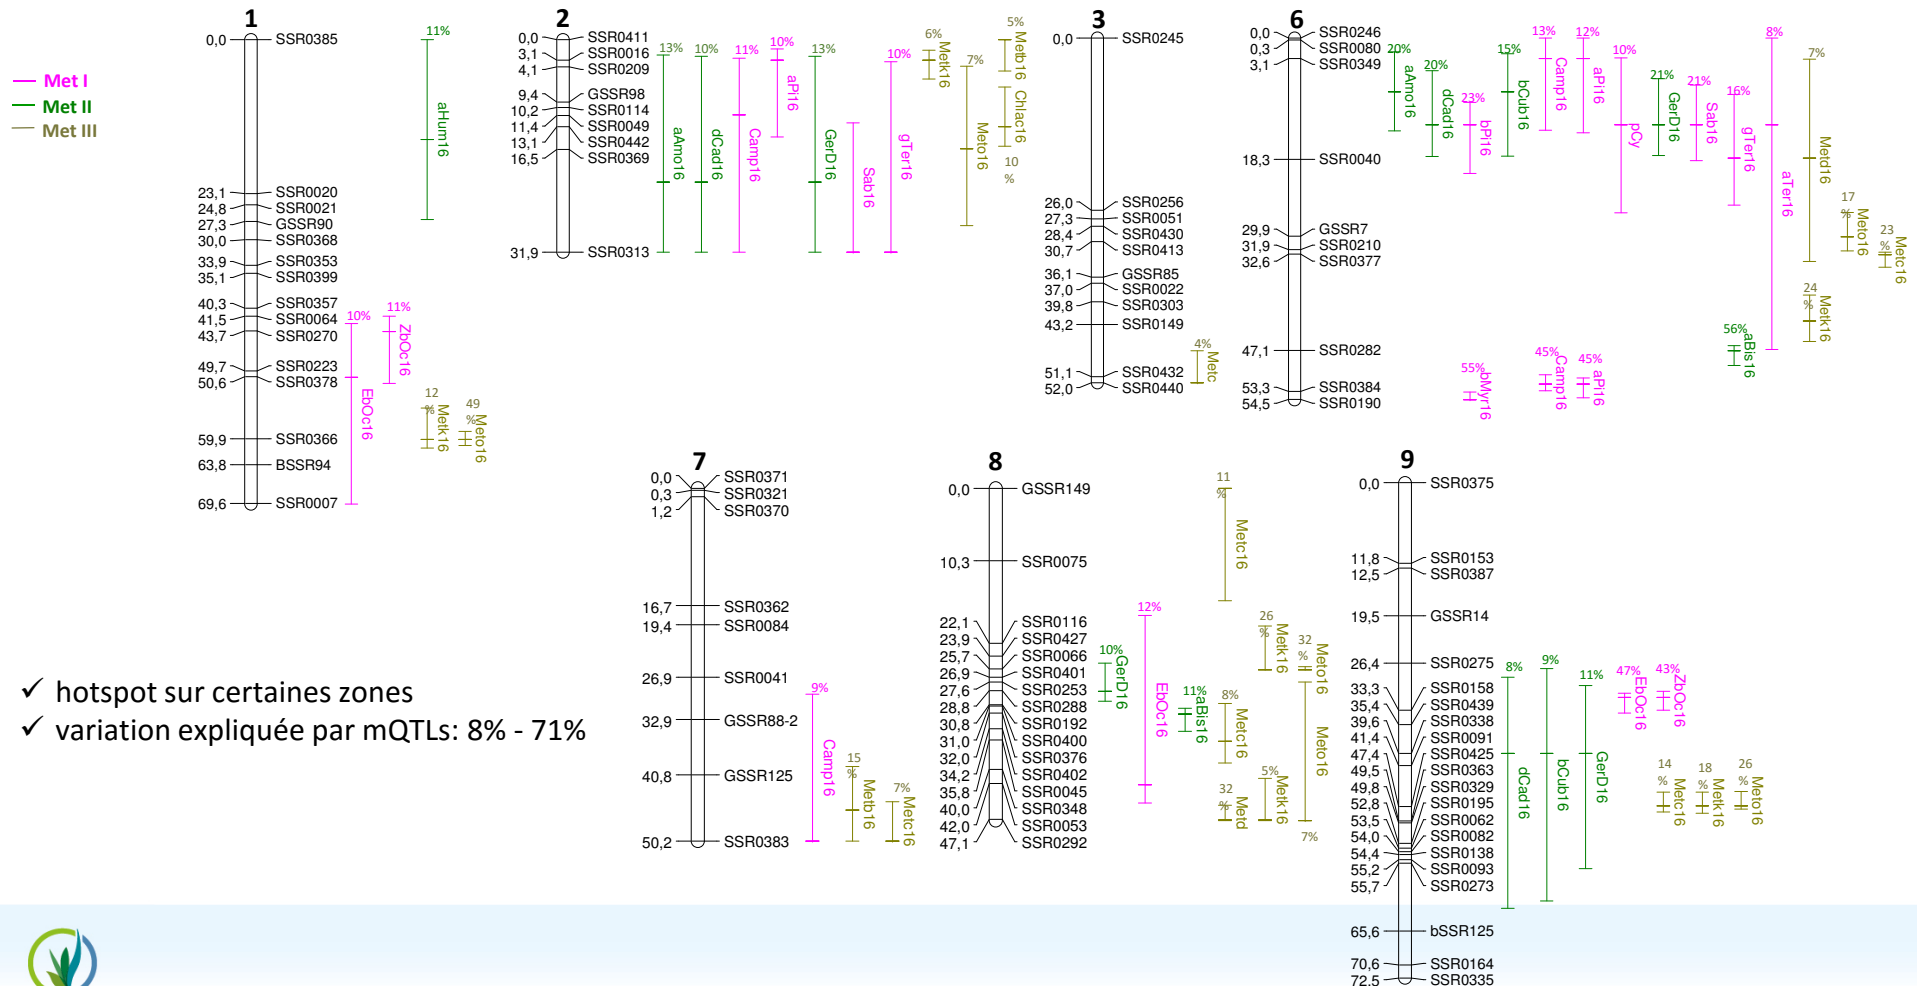 Met I
Met II
Met III
1
0,0 SSR0385
23,1 SSR0020
24,8 SSR0021
27,3 GSSR90
30,0 SSR0368
33,9 SSR0353
35,1 SSR0399
40,3 SSR0357
41,5 SSR0064
43,7 SSR0270
49,7 SSR0223
50,6 SSR0378
59,9 SSR0366
63,8 BSSR94
69,6 SSR0007
10% EbOc16
11% ZbOc16
11% aHum16
12 % Metk16
49 % Meto16
2
0,0 SSR0411
3,1 SSR0016
4,1 SSR0209
9,4 GSSR98
10,2 SSR0114
11,4 SSR0049
13,1 SSR0442
16,5 SSR0369
31,9 SSR0313
13% aAmo16
10% dCad16
11% Camp16
10% aPi16
13% GerD16
Sab16
10% gTer16
6% Metk16
7% Meto16
5% Metb16
Chlac16
10 %
3
0,0 SSR0245
26,0 SSR0256
27,3 SSR0051
28,4 SSR0430
30,7 SSR0413
36,1 GSSR85
37,0 SSR0022
39,8 SSR0303
43,2 SSR0149
51,1 SSR0432
52,0 SSR0440
4% Metc
6
0,0 SSR0246
0,3 SSR0080
3,1 SSR0349
18,3 SSR0040
29,9 GSSR7
31,9 SSR0210
32,6 SSR0377
47,1 SSR0282
53,3 SSR0384
54,5 SSR0190
20% aAmo16
20% dCad16
23% bPi16
15% bCub16
13% Camp16
12% aPi16
10% pCy
21% GerD16
21% Sab16
16% gTer16
8% aTer16
7% Metd16
17 % Meto16
23 % Metc16
24 % Metk16
56% aBis16
55% bMyr16
45% Camp16
45% aPi16
7
0,0 SSR0371
0,3 SSR0321
1,2 SSR0370
16,7 SSR0362
19,4 SSR0084
26,9 SSR0041
32,9 GSSR88-2
40,8 GSSR125
50,2 SSR0383
9% Camp16
15 % Metb16
7% Metc16
8
0,0 GSSR149
10,3 SSR0075
22,1 SSR0116
23,9 SSR0427
25,7 SSR0066
26,9 SSR0401
27,6 SSR0253
28,8 SSR0288
30,8 SSR0192
31,0 SSR0400
32,0 SSR0376
34,2 SSR0402
35,8 SSR0045
40,0 SSR0348
42,0 SSR0053
47,1 SSR0292
10% GerD16
12% EbOc16
11% aBis16
11 % Metc16
8% Metc16
32 % Metd
26 % Metk16
5% Metk16
32 % Meto16
Meto16
7%
9
0,0 SSR0375
11,8 SSR0153
12,5 SSR0387
19,5 GSSR14
26,4 SSR0275
33,3 SSR0158
35,4 SSR0439
39,6 SSR0338
41,4 SSR0091
47,4 SSR0425
49,5 SSR0363
49,8 SSR0329
52,8 SSR0195
53,5 SSR0062
54,0 SSR0082
54,4 SSR0138
55,2 SSR0093
55,7 SSR0273
65,6 bSSR125
70,6 SSR0164
72,5 SSR0335
8% dCad16
9% bCub16
11% GerD16
47% EbOc16
43% ZbOc16
14 % Metc16
18 % Metk16
26 % Meto16
✓ hotspot sur certaines zones
✓ variation expliquée par mQTLs: 8% - 71%